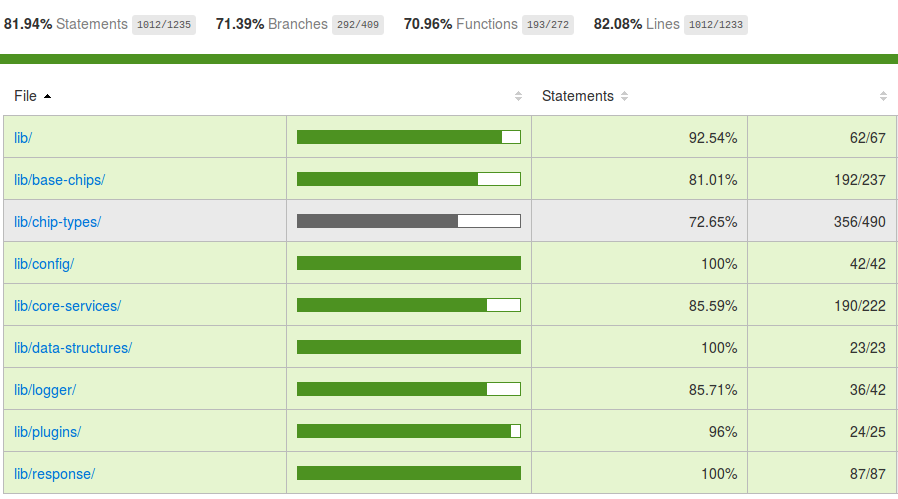 81.94% Statements 1012/1235 71.39% Branches 292/409 70.96% Functions 193/272 82.08% Lines 1012/1233
File Statements
lib/ 92.54% 62/67
lib/base-chips/ 81.01% 192/237
lib/chip-types/ 72.65% 356/490
lib/config/ 100% 42/42
lib/core-services/ 85.59% 190/222
lib/data-structures/ 100% 23/23
lib/logger/ 85.71% 36/42
lib/plugins/ 96% 24/25
lib/response/ 100% 87/87